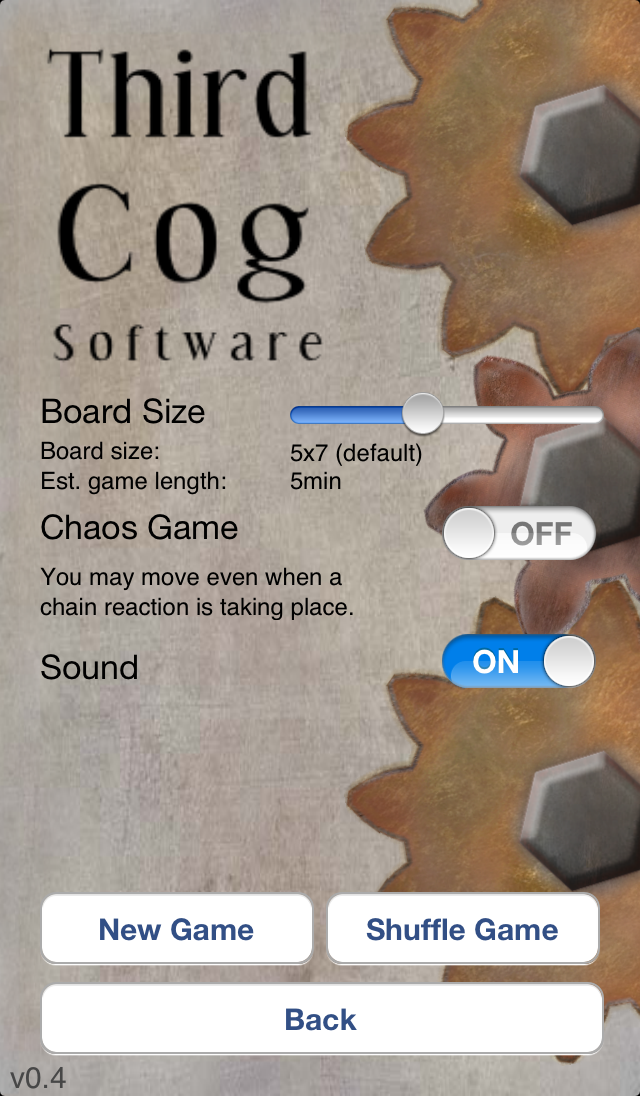 Third
Cog
Software
Board Size
Board size: 5x7 (default)
Est. game length: 5min
Chaos Game OFF
You may move even when a
chain reaction is taking place.
Sound ON
New Game Shuffle Game
Back
v0.4